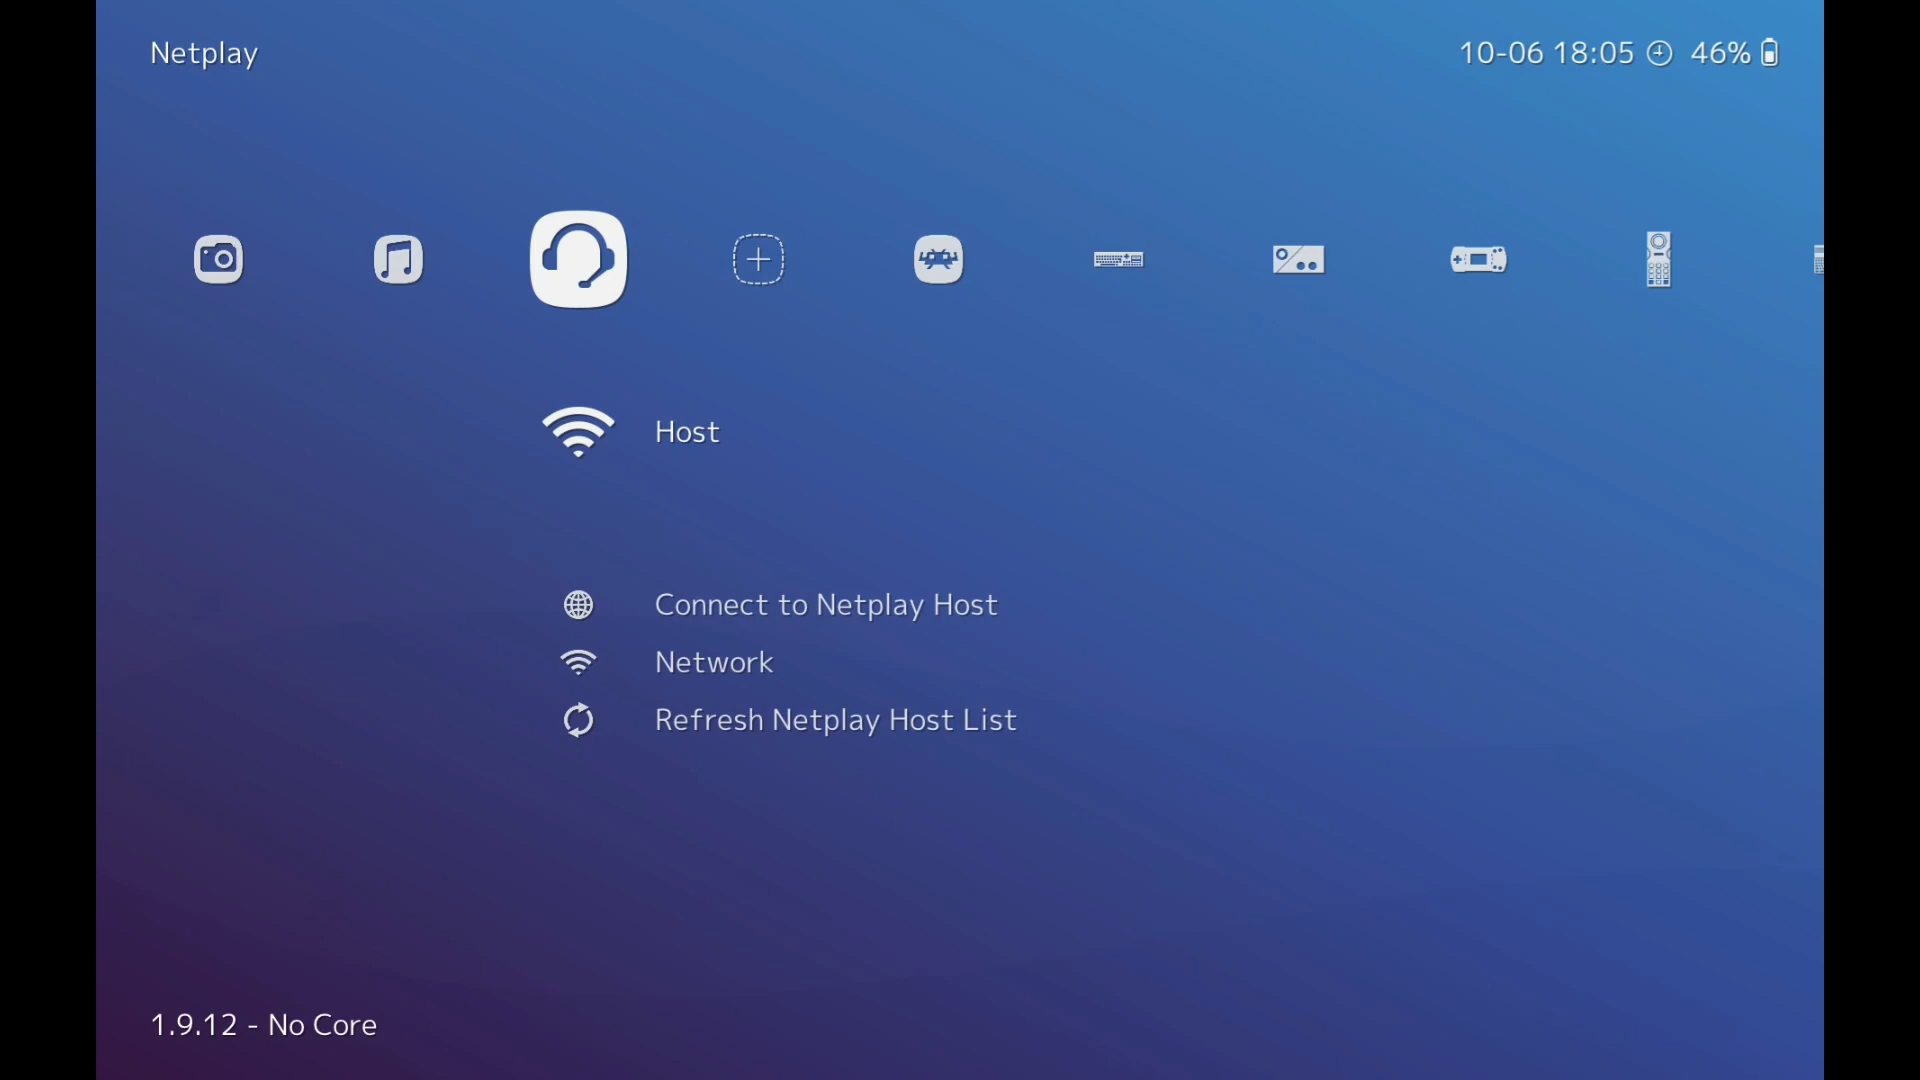 Netplay
10-06 18:05 46%
Host
Connect to Netplay Host
Network
Refresh Netplay Host List
1.9.12 - No Core